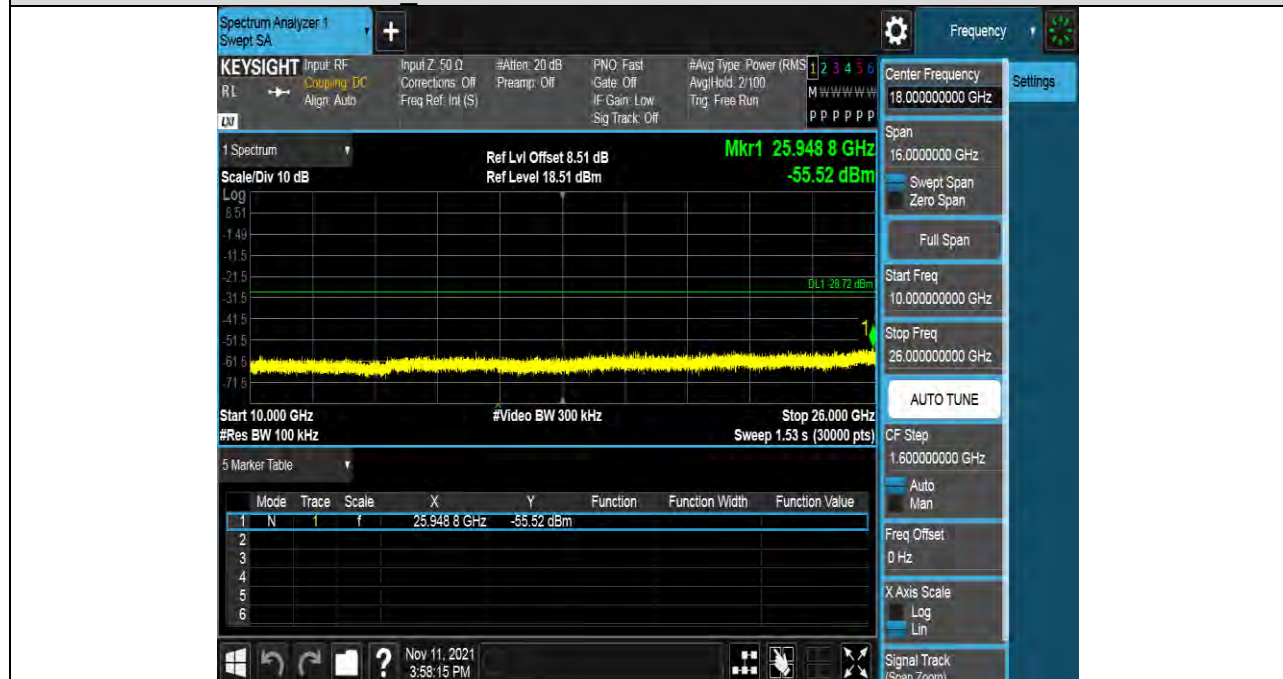 Spectrum Analyzer 1
Swept SA
+
Frequency
KEYSIGHT
RL
LXI
Input: RF
Coupling: DC
Align: Auto
Input Z: 50 Ω
Corrections: Off
Freq Ref: Int (S)
#Atten: 20 dB
Preamp: Off
PNO: Fast
Gate: Off
IF Gain: Low
Sig Track: Off
#Avg Type: Power (RMS
Avg|Hold: 2/100
Trig: Free Run
1 2 3 4 5 6
M W W W W W
P P P P P P
Center Frequency
18.000000000 GHz
Settings
Span
16.0000000 GHz
Swept Span
Zero Span
Full Span
Start Freq
10.000000000 GHz
Stop Freq
26.000000000 GHz
AUTO TUNE
CF Step
1.600000000 GHz
Auto
Man
Freq Offset
0 Hz
X Axis Scale
Log
Lin
Signal Track
(Span Zoom)
1 Spectrum
Scale/Div 10 dB
Ref Lvl Offset 8.51 dB
Ref Level 18.51 dBm
Mkr1 25.948 8 GHz
-55.52 dBm
Log
8.51
-1.49
-11.5
-21.5
-31.5
-41.5
-51.5
-61.5
-71.5
DL1 -28.72 dBm
1
Start 10.000 GHz
#Video BW 300 kHz
Stop 26.000 GHz
#Res BW 100 kHz
Sweep 1.53 s (30000 pts)
5 Marker Table
Mode Trace Scale X Y Function Function Width Function Value
1 N 1 f 25.948 8 GHz -55.52 dBm
2
3
4
5
6
?
Nov 11, 2021
3:58:15 PM